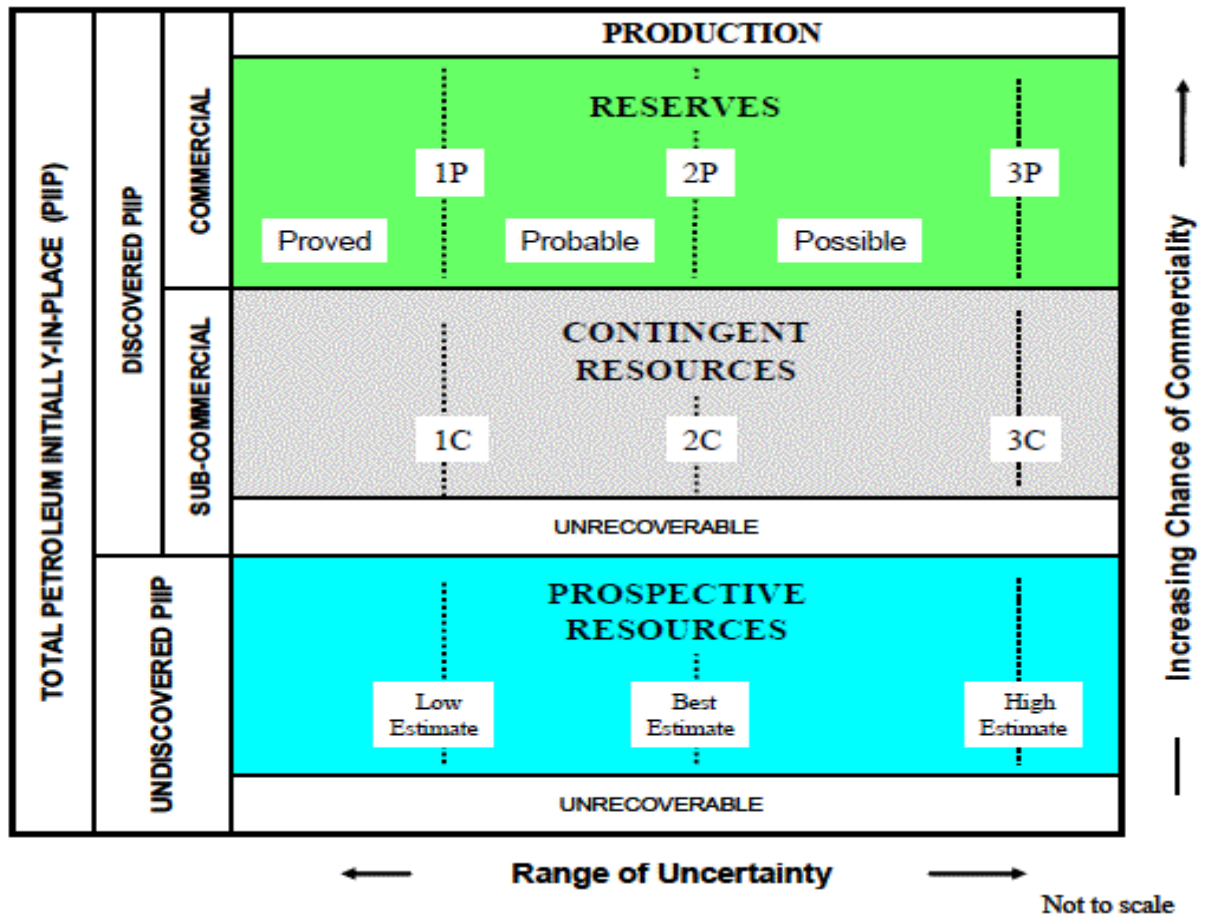 TOTAL PETROLEUM INITIALLY-IN-PLACE (PIIP)
DISCOVERED PIIP
UNDISCOVERED PIIP
COMMERCIAL
SUB-COMMERCIAL
PRODUCTION
RESERVES
1P 2P 3P
Proved Probable Possible
CONTINGENT
RESOURCES
1C 2C 3C
UNRECOVERABLE
PROSPECTIVE
RESOURCES
Low Best High
Estimate Estimate Estimate
UNRECOVERABLE
Increasing Chance of Commerciality
Range of Uncertainty
Not to scale